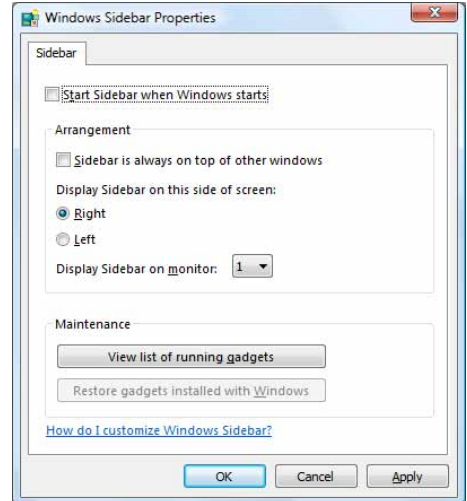 Windows Sidebar Properties
Sidebar
Start Sidebar when Windows starts
Arrangement
Sidebar is always on top of other windows
Display Sidebar on this side of screen:
Right
Left
Display Sidebar on monitor: 1
Maintenance
View list of running gadgets
Restore gadgets installed with Windows
How do I customize Windows Sidebar?
OK Cancel Apply